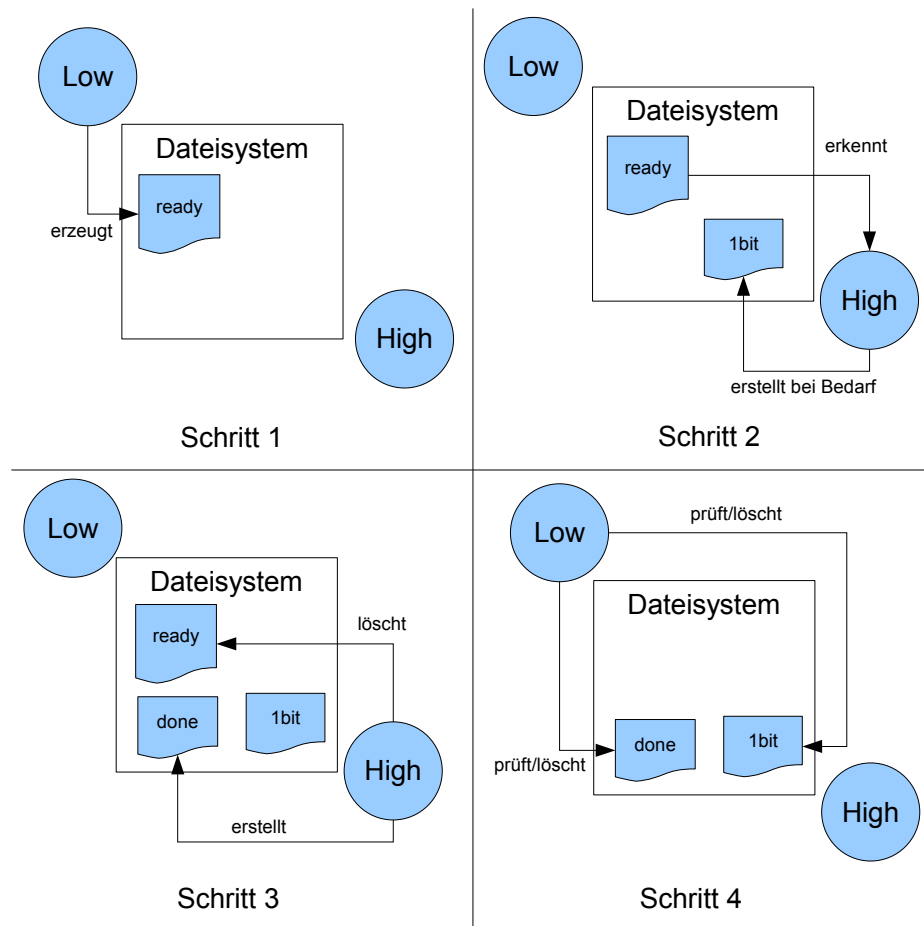 Low
Dateisystem
ready
erzeugt
High
Schritt 1
Low
Dateisystem
erkennt
ready
1bit
High
erstellt bei Bedarf
Schritt 2
Low
Dateisystem
löscht
ready
done
1bit
High
erstellt
Schritt 3
Low
prüft/löscht
Dateisystem
done
1bit
prüft/löscht
High
Schritt 4